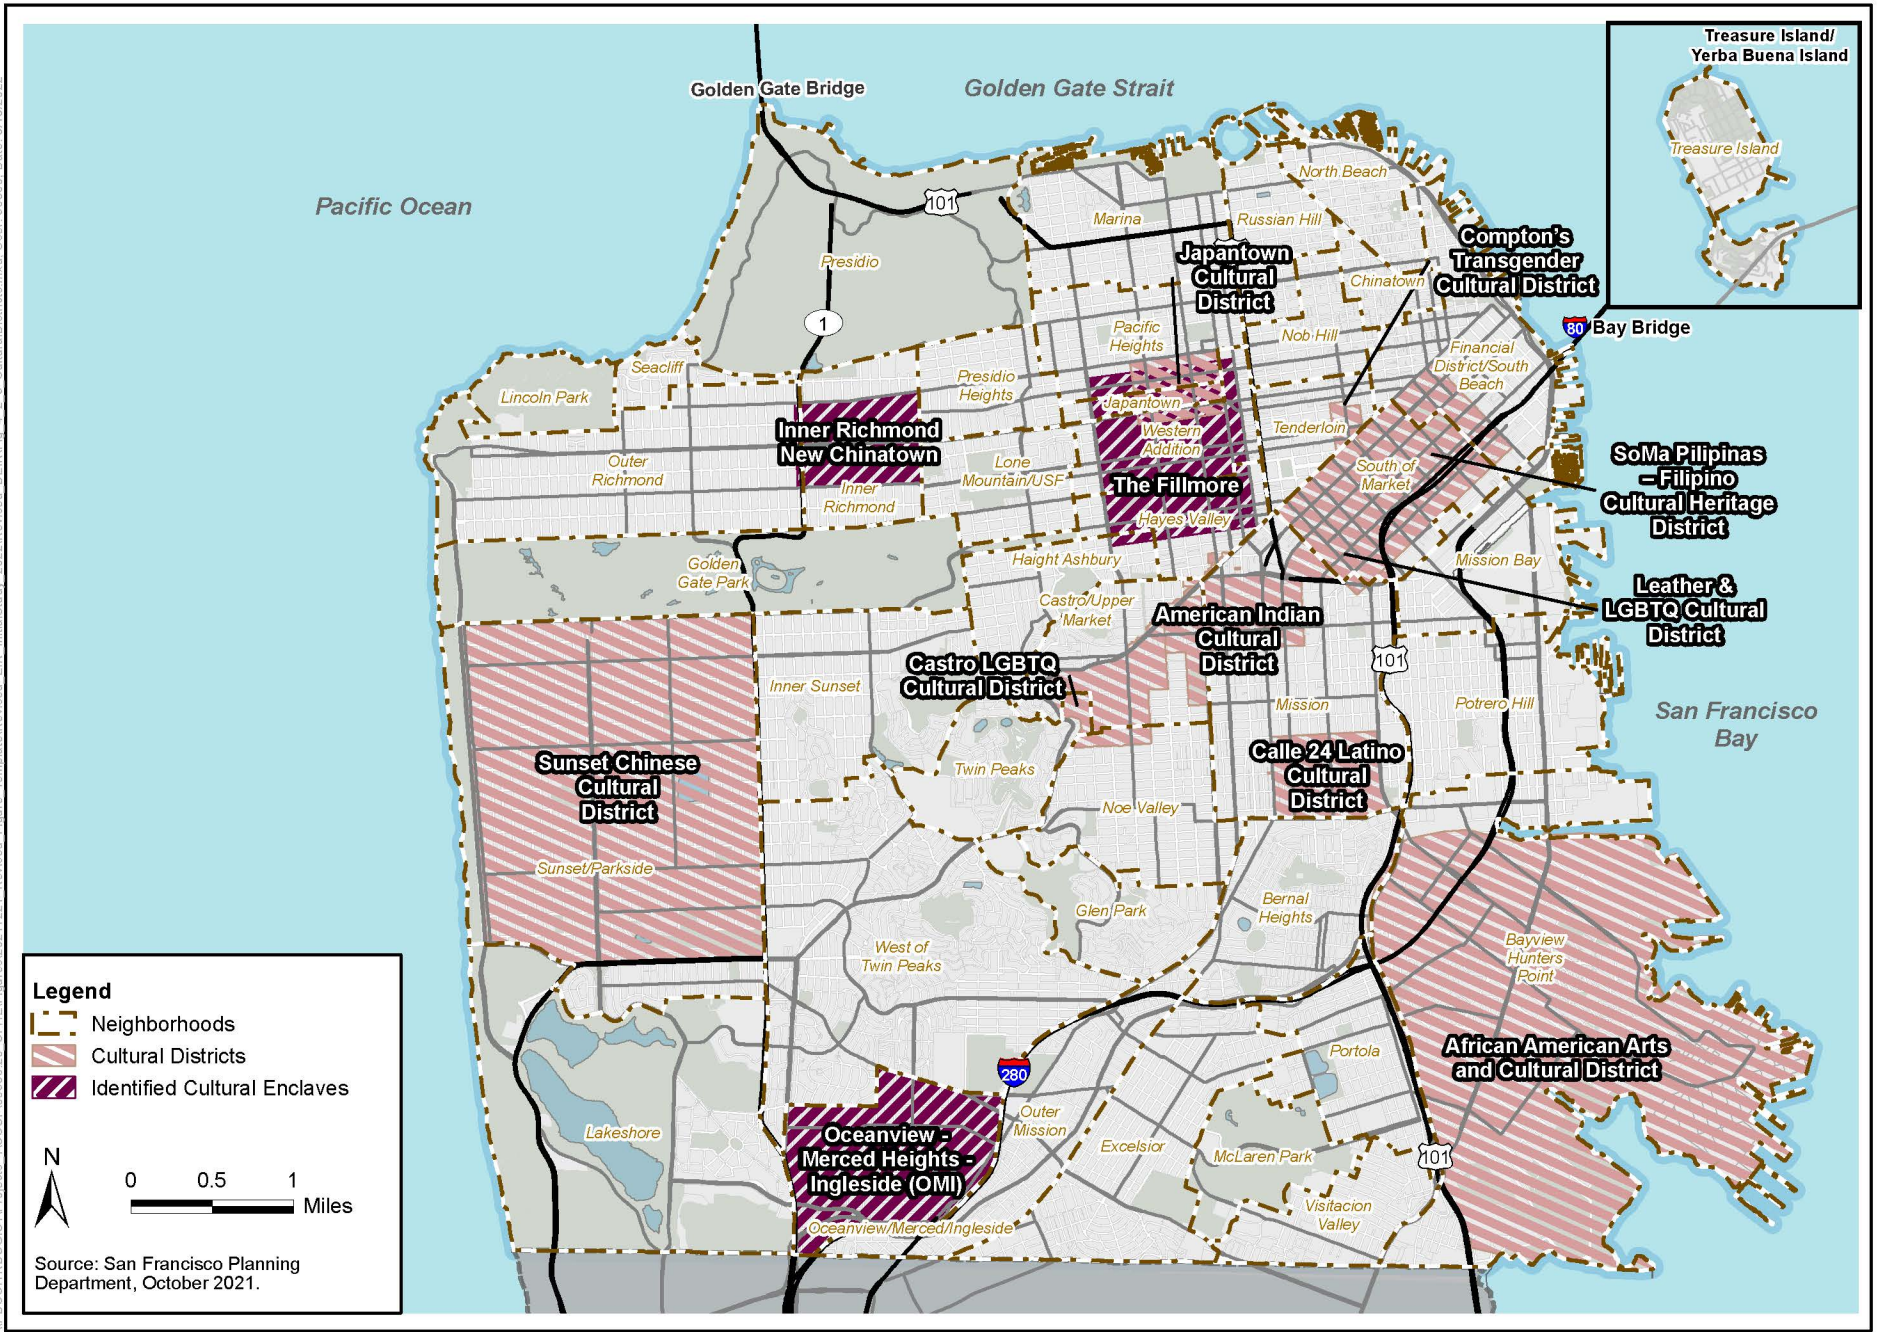 Treasure Island/
Yerba Buena Island
Treasure Island
Golden Gate Bridge
Golden Gate Strait
Pacific Ocean
101
North Beach
Marina
Russian Hill
Presidio
Japantown
Cultural
District
Compton's
Transgender
Cultural District
Chinatown
1
80
Bay Bridge
Pacific
Heights
Nob Hill
Financial
District/South
Beach
Seacliff
Lincoln Park
Presidio
Heights
Japantown
Inner Richmond
New Chinatown
Western
Addition
Tenderloin
Outer
Richmond
Lone
Mountain/USF
South of
Market
SoMa Pilipinas
– Filipino
Cultural Heritage
District
The Fillmore
Inner
Richmond
Hayes Valley
Golden
Gate Park
Haight Ashbury
Mission Bay
Castro/Upper
Market
Leather &
LGBTQ Cultural
District
American Indian
Cultural
District
Castro LGBTQ
Cultural District
101
Inner Sunset
Mission
Potrero Hill
San Francisco
Bay
Sunset Chinese
Cultural
District
Twin Peaks
Calle 24 Latino
Cultural
District
Noe Valley
Sunset/Parkside
Bernal
Heights
Glen Park
West of
Twin Peaks
Bayview
Hunters
Point
African American Arts
and Cultural District
Portola
280
Outer
Mission
Lakeshore
Oceanview -
Merced Heights -
Ingleside (OMI)
Excelsior
McLaren Park
101
Visitacion
Valley
Oceanview/Merced/Ingleside
Legend
Neighborhoods
Cultural Districts
Identified Cultural Enclaves
N
0 0.5 1
Miles
Source: San Francisco Planning
Department, October 2021.